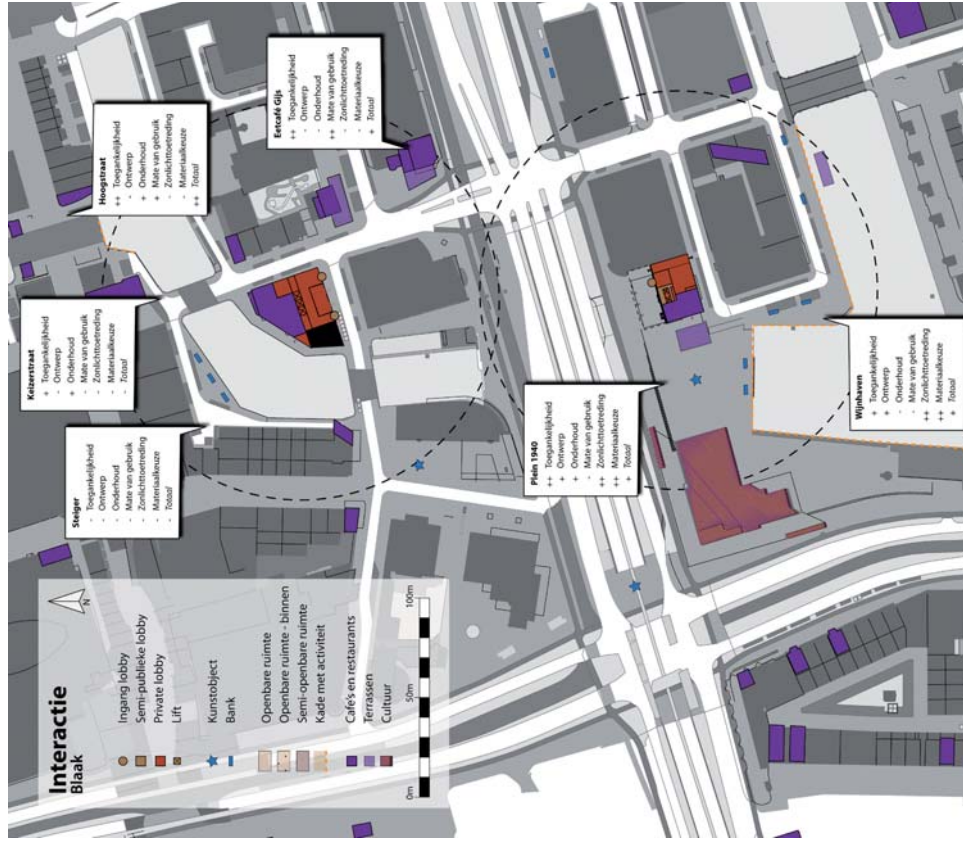 Interactie
Blaak
N
Ingang lobby
Semi-publieke lobby
Private lobby
Lift
Kunstobject
Bank
Openbare ruimte
Openbare ruimte - binnen
Semi-openbare ruimte
Kade met activiteit
Cafe's en restaurants
Terrassen
Cultuur
0m 50m 100m
Steiger
- Toegankelijkheid
- Ontwerp
- Onderhoud
- Mate van gebruik
- Zonlichttoetreding
- Materiaalkeuze
- Totaal
Keizerstraat
+ Toegankelijkheid
- Ontwerp
+ Onderhoud
- Mate van gebruik
- Zonlichttoetreding
- Materiaalkeuze
- Totaal
Hoogstraat
++ Toegankelijkheid
- Ontwerp
+ Onderhoud
+ Mate van gebruik
- Zonlichttoetreding
- Materiaalkeuze
++ Totaal
Eetcafé Gijs
++ Toegankelijkheid
- Ontwerp
- Onderhoud
++ Mate van gebruik
- Zonlichttoetreding
- Materiaalkeuze
+ Totaal
Plein 1940
++ Toegankelijkheid
+ Ontwerp
+ Onderhoud
- Mate van gebruik
++ Zonlichttoetreding
++ Materiaalkeuze
+ Totaal
Wijnhaven
+ Toegankelijkheid
+ Ontwerp
- Onderhoud
- Mate van gebruik
++ Zonlichttoetreding
++ Materiaalkeuze
+ Totaal